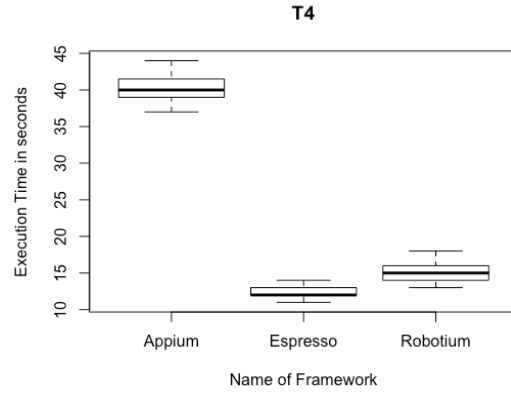 T4
Execution Time in seconds
45
40
35
30
25
20
15
10
Appium Espresso Robotium
Name of Framework